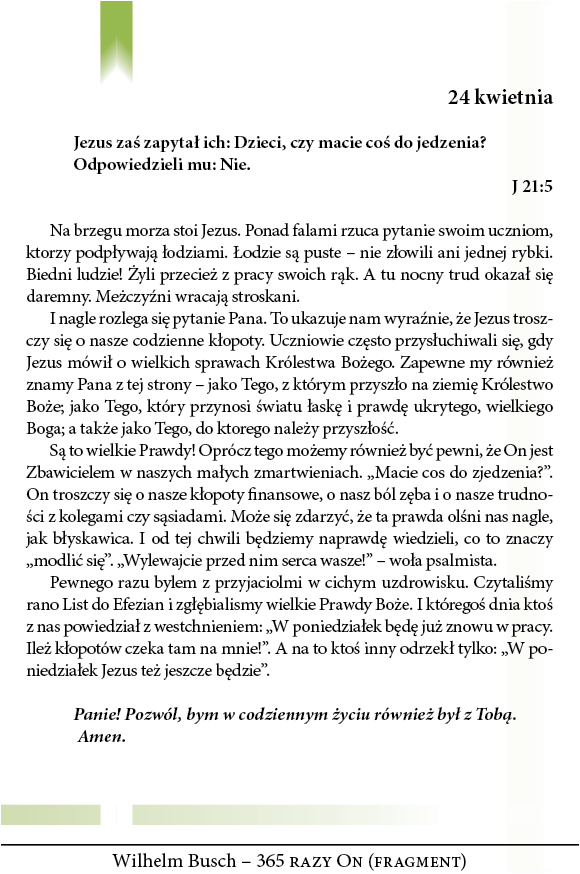 24 kwietnia
Jezus zaś zapytał ich: Dzieci, czy macie coś do jedzenia?
Odpowiedzieli mu: Nie.
J 21:5
Na brzegu morza stoi Jezus. Ponad falami rzuca pytanie swoim uczniom,
ktorzy podpływają łodziami. Łodzie są puste – nie złowili ani jednej rybki.
Biedni ludzie! Żyli przecież z pracy swoich rąk. A tu nocny trud okazał się
daremny. Meżczyźni wracają stroskani.
I nagle rozlega się pytanie Pana. To ukazuje nam wyraźnie, że Jezus trosz-
czy się o nasze codzienne kłopoty. Uczniowie często przysłuchiwali się, gdy
Jezus mówił o wielkich sprawach Królestwa Bożego. Zapewne my również
znamy Pana z tej strony – jako Tego, z którym przyszło na ziemię Królestwo
Boże; jako Tego, który przynosi światu łaskę i prawdę ukrytego, wielkiego
Boga; a także jako Tego, do ktorego należy przyszłość.
Są to wielkie Prawdy! Oprócz tego możemy również być pewni, że On jest
Zbawicielem w naszych małych zmartwieniach. „Macie cos do zjedzenia?”.
On troszczy się o nasze kłopoty finansowe, o nasz ból zęba i o nasze trudno-
ści z kolegami czy sąsiadami. Może się zdarzyć, że ta prawda olśni nas nagle,
jak błyskawica. I od tej chwili będziemy naprawdę wiedzieli, co to znaczy
„modlić się”. „Wylewajcie przed nim serca wasze!” – woła psalmista.
Pewnego razu bylem z przyjaciolmi w cichym uzdrowisku. Czytaliśmy
rano List do Efezian i zgłębialismy wielkie Prawdy Boże. I któregoś dnia ktoś
z nas powiedział z westchnieniem: „W poniedziałek będę już znowu w pracy.
Ileż kłopotów czeka tam na mnie!”. A na to ktoś inny odrzekł tylko: „W po-
niedziałek Jezus też jeszcze będzie”.
Panie! Pozwól, bym w codziennym życiu również był z Tobą.
Amen.
Wilhelm Busch – 365 RAZY ON (FRAGMENT)